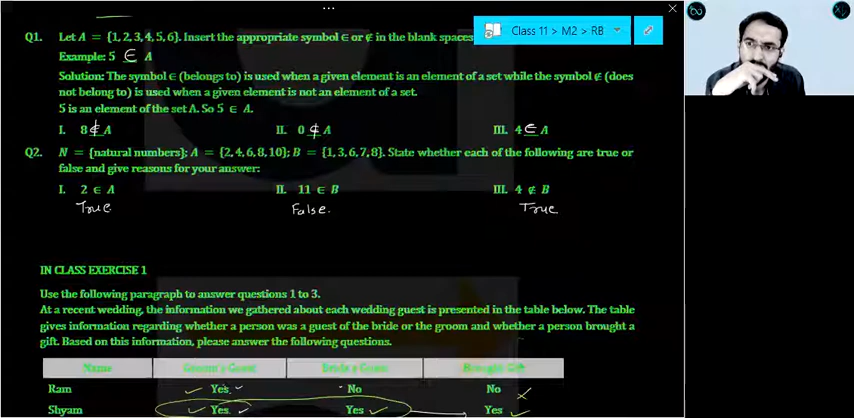 Class 11 > M2 > RB
Q1. Let A = {1, 2, 3, 4, 5, 6}. Insert the appropriate symbol ∈ or ∉ in the blank spaces
Example: 5 ∈ A
Solution: The symbol ∈ (belongs to) is used when a given element is an element of a set while the symbol ∉ (does
not belong to) is used when a given element is not an element of a set.
5 is an element of the set A. So 5 ∈ A.
I. 8 ∉ A II. 0 ∉ A III. 4 ∈ A
Q2. N = {natural numbers}; A = {2, 4, 6, 8, 10}; B = {1, 3, 6, 7, 8}. State whether each of the following are true or
false and give reasons for your answer:
I. 2 ∈ A II. 11 ∈ B III. 4 ∉ B
True. False. True.
IN CLASS EXERCISE 1
Use the following paragraph to answer questions 1 to 3.
At a recent wedding, the information we gathered about each wedding guest is presented in the table below. The table
gives information regarding whether a person was a guest of the bride or the groom and whether a person brought a
gift. Based on this information, please answer the following questions.
Name Groom's Guest Bride's Guest Brought Gift
Ram Yes No No
Shyam Yes Yes Yes